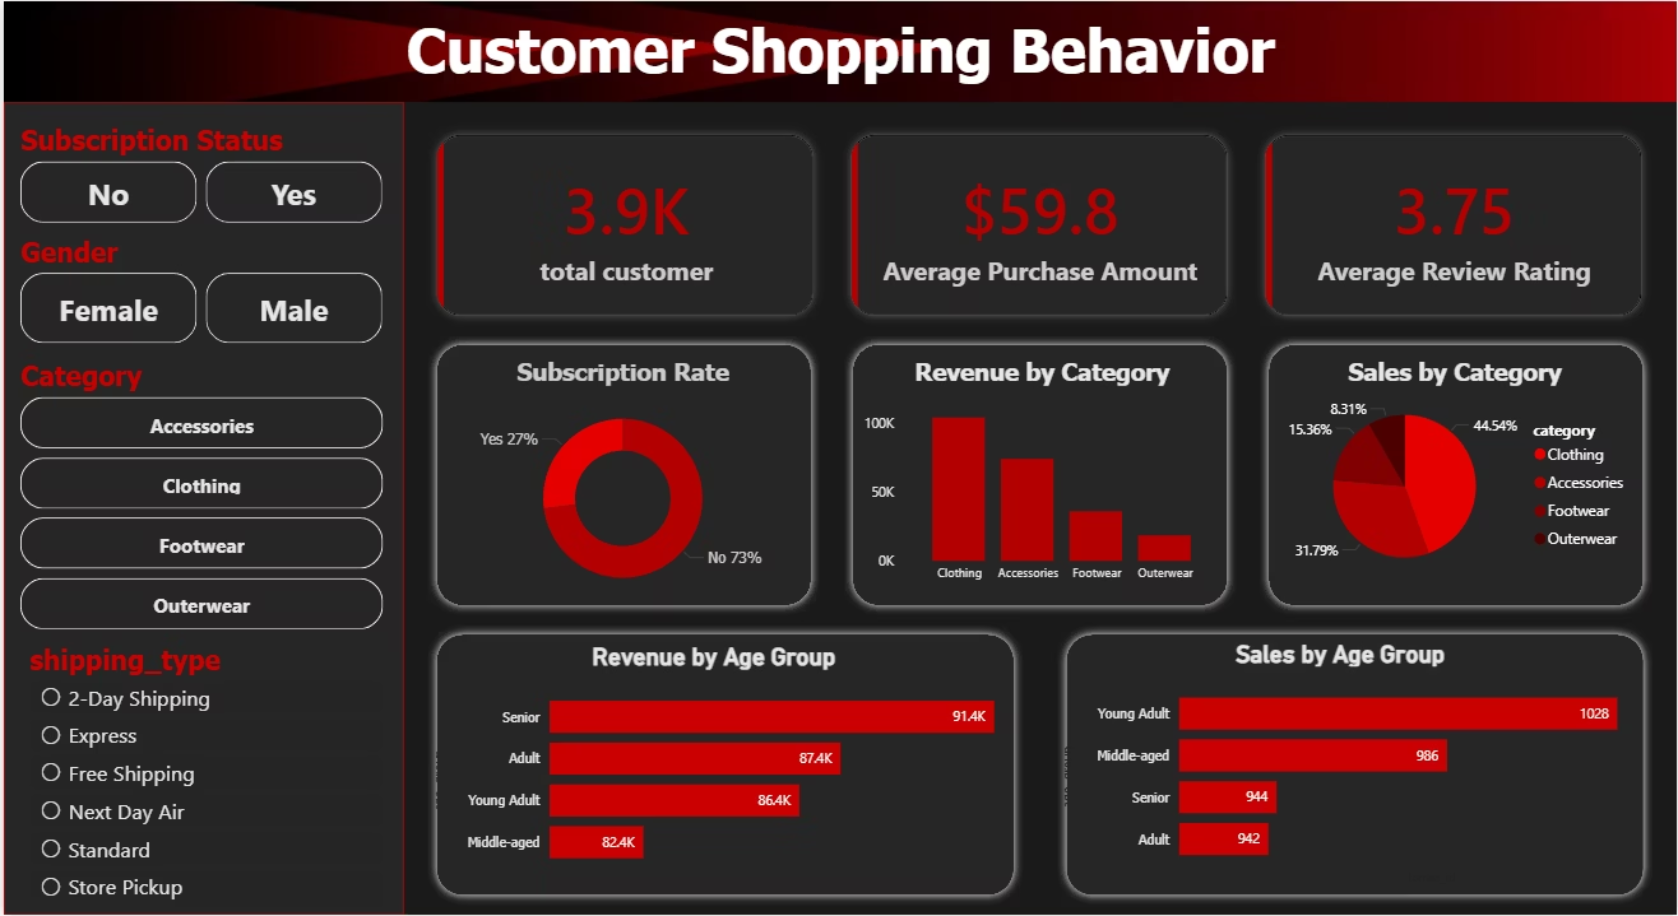 Customer Shopping Behavior
Subscription Status
No Yes
Gender
Female Male
Category
Accessories
Clothing
Footwear
Outerwear
shipping_type
2-Day Shipping
Express
Free Shipping
Next Day Air
Standard
Store Pickup
3.9K
total customer
$59.8
Average Purchase Amount
3.75
Average Review Rating
Subscription Rate
Yes 27%
No 73%
Revenue by Category
100K
50K
0K
Clothing Accessories Footwear Outerwear
Sales by Category
8.31%
15.36%
44.54%
31.79%
category
Clothing
Accessories
Footwear
Outerwear
Revenue by Age Group
Senior 91.4K
Adult 87.4K
Young Adult 86.4K
Middle-aged 82.4K
Sales by Age Group
Young Adult 1028
Middle-aged 986
Senior 944
Adult 942